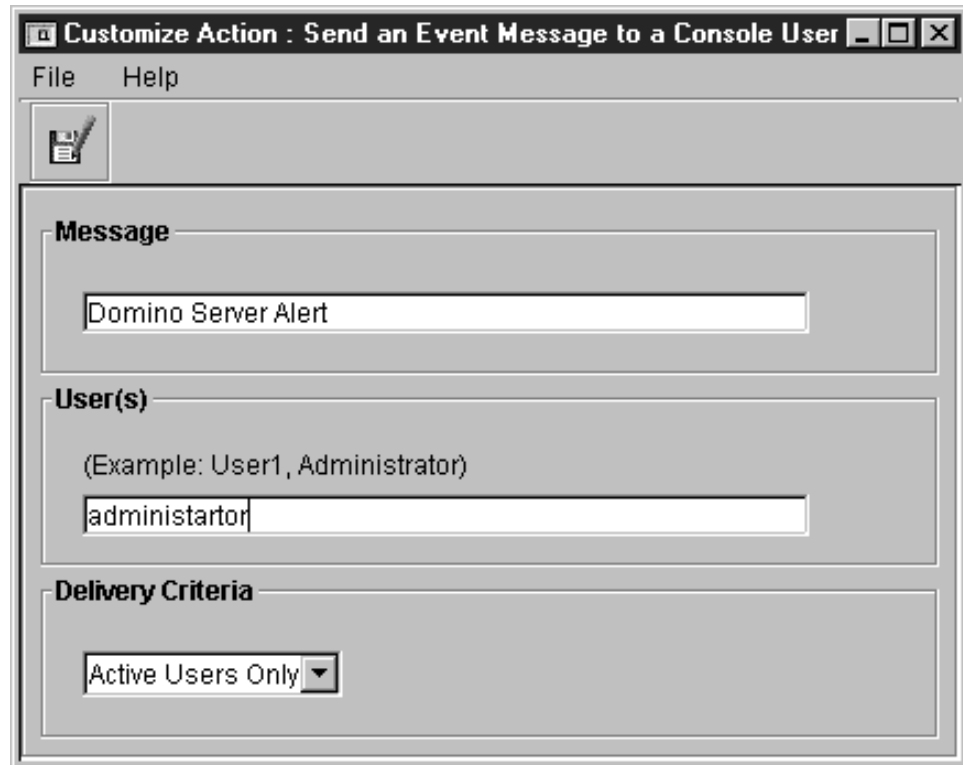 Customize Action : Send an Event Message to a Console User
File Help
Message
Domino Server Alert
User(s)
(Example: User1, Administrator)
administartor
Delivery Criteria
Active Users Only